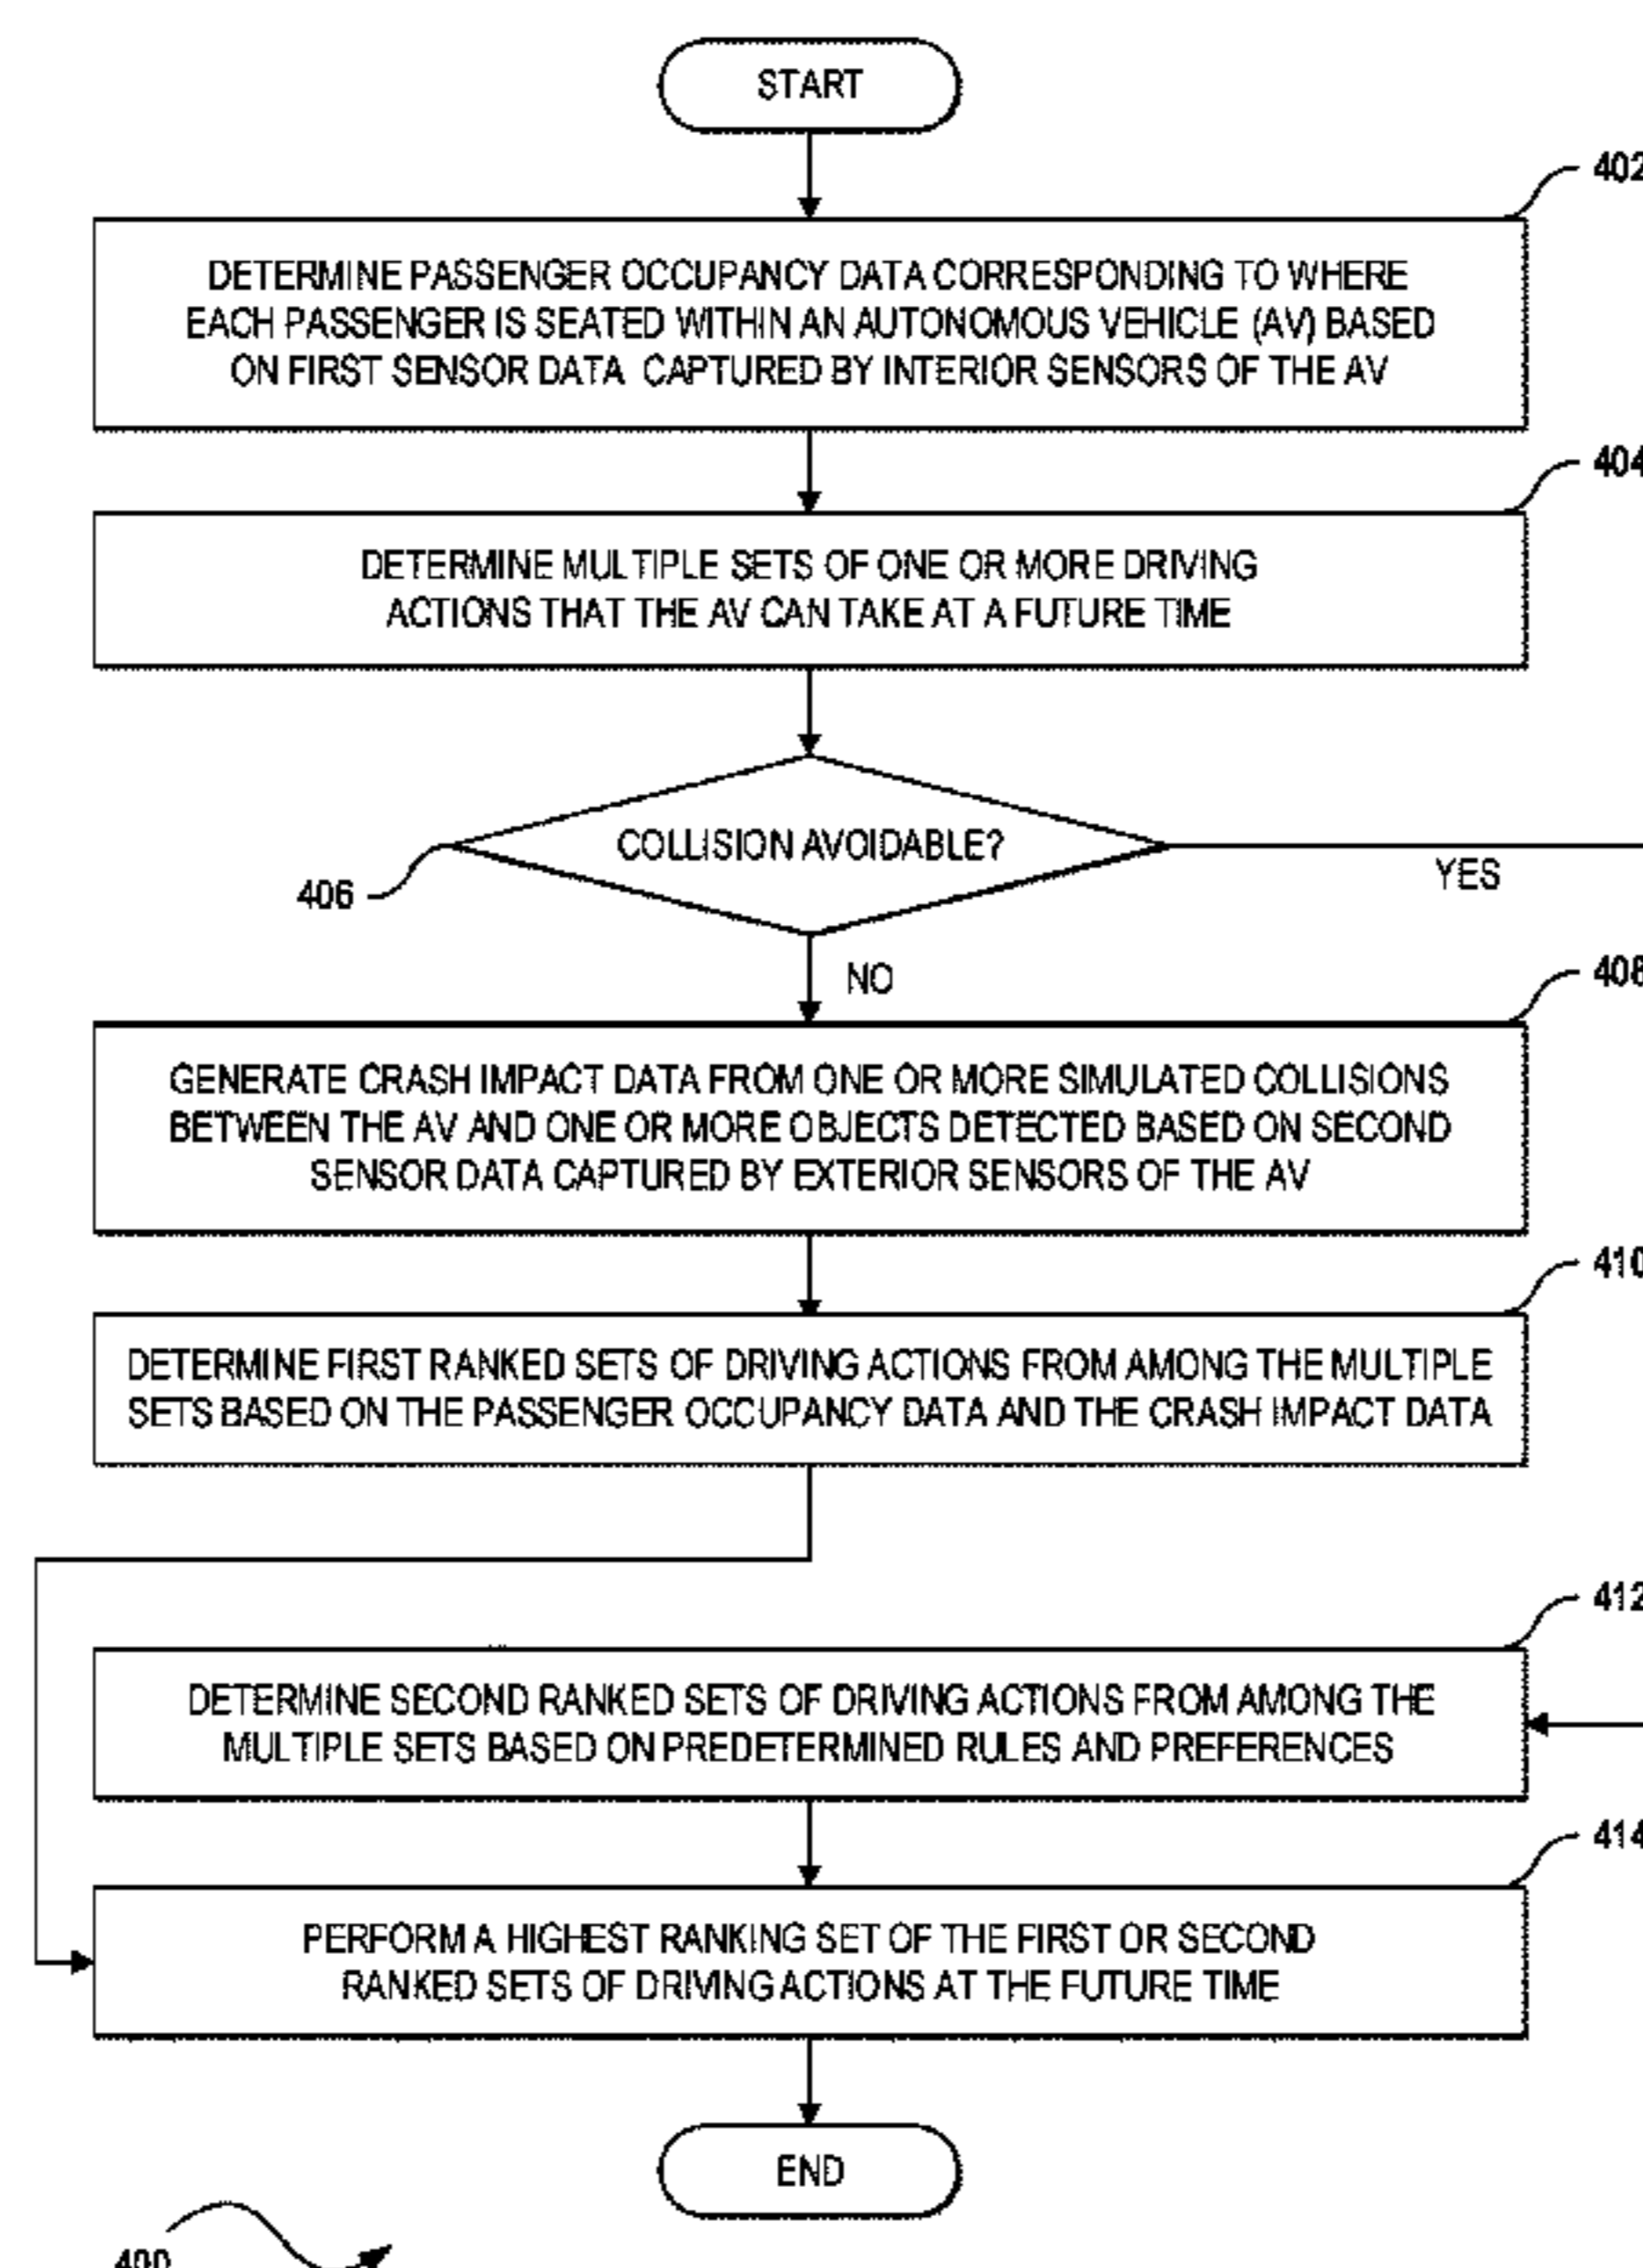 START
402
DETERMINE PASSENGER OCCUPANCY DATA CORRESPONDING TO WHERE
EACH PASSENGER IS SEATED WITHIN AN AUTONOMOUS VEHICLE (AV) BASED
ON FIRST SENSOR DATA CAPTURED BY INTERIOR SENSORS OF THE AV
404
DETERMINE MULTIPLE SETS OF ONE OR MORE DRIVING
ACTIONS THAT THE AV CAN TAKE AT A FUTURE TIME
COLLISION AVOIDABLE?
406
YES
NO
408
GENERATE CRASH IMPACT DATA FROM ONE OR MORE SIMULATED COLLISIONS
BETWEEN THE AV AND ONE OR MORE OBJECTS DETECTED BASED ON SECOND
SENSOR DATA CAPTURED BY EXTERIOR SENSORS OF THE AV
410
DETERMINE FIRST RANKED SETS OF DRIVING ACTIONS FROM AMONG THE MULTIPLE
SETS BASED ON THE PASSENGER OCCUPANCY DATA AND THE CRASH IMPACT DATA
412
DETERMINE SECOND RANKED SETS OF DRIVING ACTIONS FROM AMONG THE
MULTIPLE SETS BASED ON PREDETERMINED RULES AND PREFERENCES
414
PERFORM A HIGHEST RANKING SET OF THE FIRST OR SECOND
RANKED SETS OF DRIVING ACTIONS AT THE FUTURE TIME
END
400